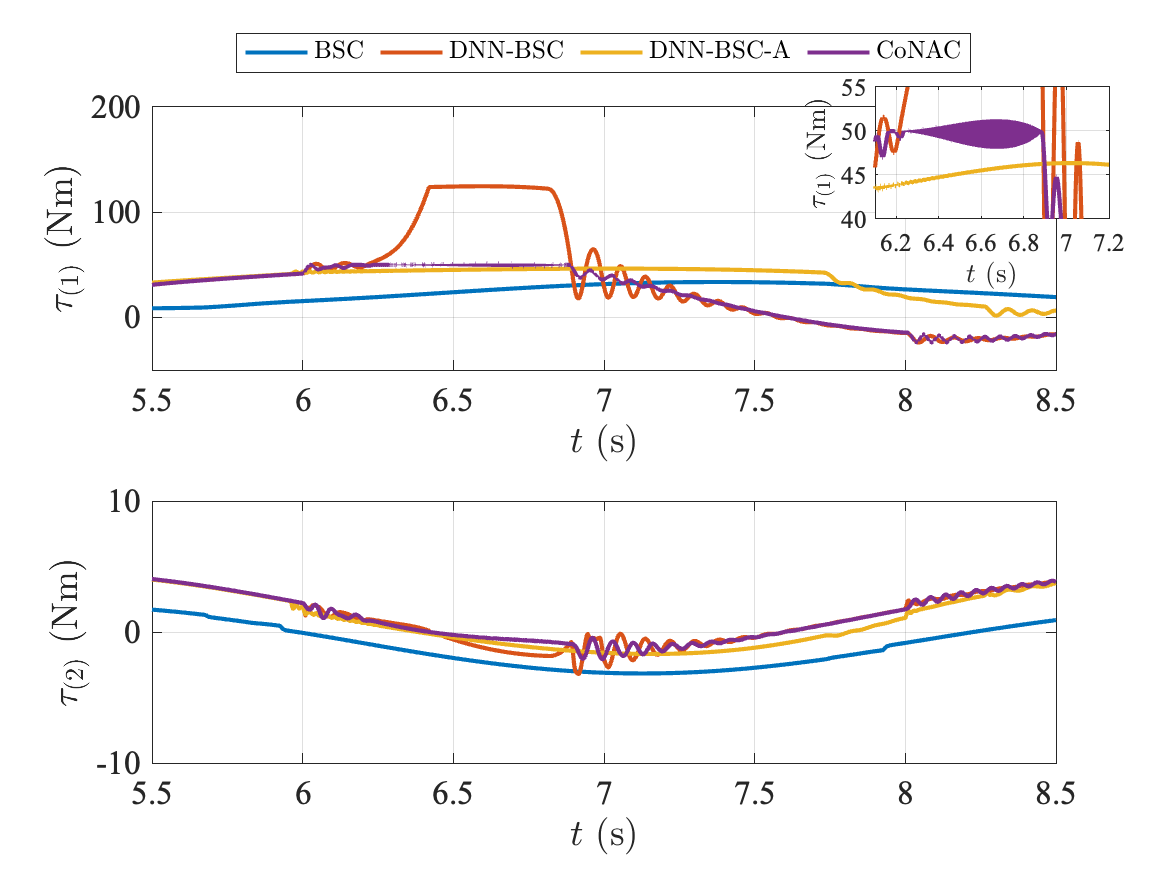 BSC DNN-BSC DNN-BSC-A CoNAC
200
100
0
τ(1) (Nm)
5.5 6 6.5 7 7.5 8 8.5
t (s)
55
50
45
40
τ(1) (Nm)
6.2 6.4 6.6 6.8 7 7.2
t (s)
10
0
-10
τ(2) (Nm)
5.5 6 6.5 7 7.5 8 8.5
t (s)